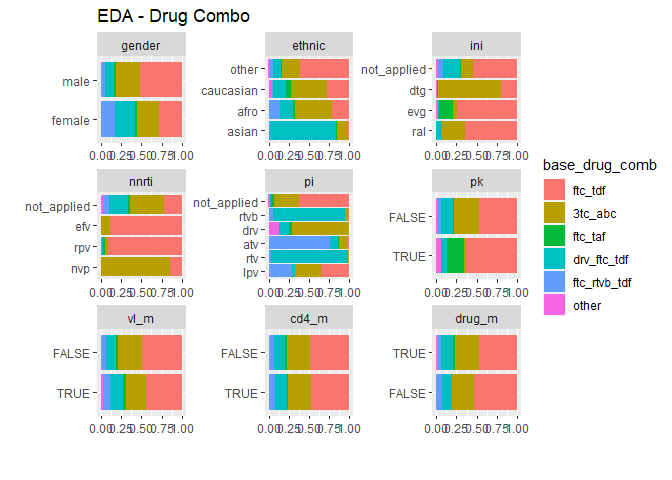 EDA - Drug Combo
gender
male
female
0.00 0.25 0.50 0.75 1.00
ethnic
other
caucasian
afro
asian
0.00 0.25 0.50 0.75 1.00
ini
not_applied
dtg
evg
ral
0.00 0.25 0.50 0.75 1.00
nnrti
not_applied
efv
rpv
nvp
0.00 0.25 0.50 0.75 1.00
pi
not_applied
rtvb
drv
atv
rtv
lpv
0.00 0.25 0.50 0.75 1.00
pk
FALSE
TRUE
0.00 0.25 0.50 0.75 1.00
vl_m
FALSE
TRUE
0.00 0.25 0.50 0.75 1.00
cd4_m
FALSE
TRUE
0.00 0.25 0.50 0.75 1.00
drug_m
TRUE
FALSE
0.00 0.25 0.50 0.75 1.00
base_drug_comb
ftc_tdf
3tc_abc
ftc_taf
drv_ftc_tdf
ftc_rtvb_tdf
other